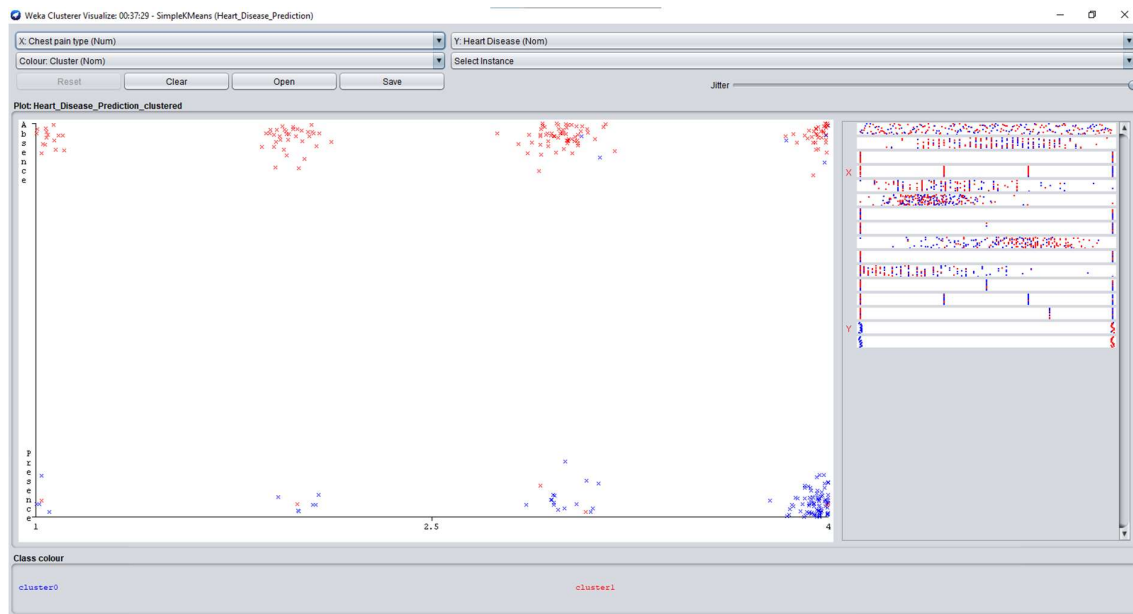 Weka Clusterer Visualize: 00:37:29 - SimpleKMeans (Heart_Disease_Prediction)
X: Chest pain type (Num)
Y: Heart Disease (Nom)
Colour: Cluster (Nom)
Select Instance
Reset
Clear
Open
Save
Jitter
Plot: Heart_Disease_Prediction_clustered
Absence
Presence
1
2.5
4
X
Y
Class colour
cluster0
cluster1